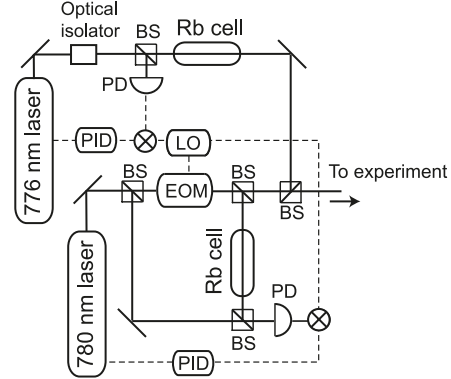 Optical
isolator
BS
Rb cell
PD
776 nm laser
PID
LO
BS
EOM
BS
To experiment
BS
780 nm laser
Rb cell
PD
BS
PID